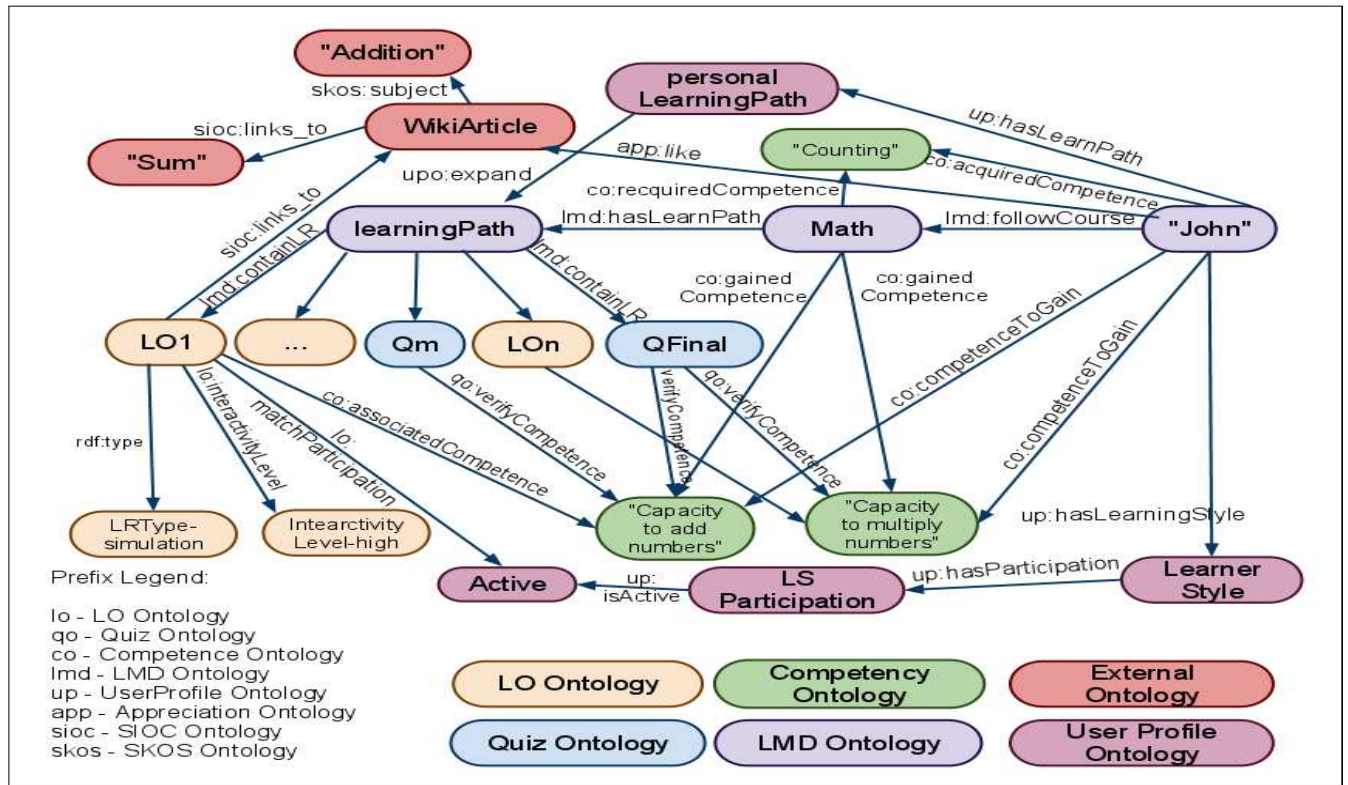 "Addition"
skos:subject
personal
LearningPath
WikiArticle
sioc:links_to
"Sum"
up:hasLearnPath
app:like
"Counting"
co:acquiredCompetence
upo:expand
co:recquiredCompetence
sioc:links_to
learningPath
lmd:hasLearnPath
Math
lmd:followCourse
"John"
lmd:containLR
lmd:containLR
co:gained
Competence
co:gained
Competence
LO1
...
Qm
LOn
QFinal
co:competenceToGain
co:competenceToGain
rdf:type
lo:interactivityLevel
lo:
matchParticipation
co:associatedCompetence
qo:verifyCompetence
verifyCompetence
qo:verifyCompetence
LRType-
simulation
Intearctivity
Level-high
"Capacity
to add
numbers"
"Capacity
to multiply
numbers"
up:hasLearningStyle
Active
up:
isActive
LS
Participation
up:hasParticipation
Learner
Style
Prefix Legend:
lo - LO Ontology
qo - Quiz Ontology
co - Competence Ontology
lmd - LMD Ontology
up - UserProfile Ontology
app - Appreciation Ontology
sioc - SIOC Ontology
skos - SKOS Ontology
LO Ontology
Competency
Ontology
External
Ontology
Quiz Ontology
LMD Ontology
User Profile
Ontology